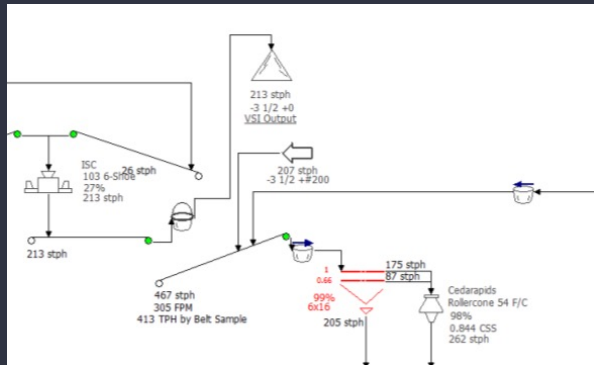 213 stph
-3 1/2 +0
VSI Output
ISC
103 6-Shoe
27%
213 stph
26 stph
207 stph
-3 1/2 +#200
213 stph
467 stph
305 FPM
413 TPH by Belt Sample
1
0.66
99%
6x16
205 stph
175 stph
87 stph
Cedarapids
Rollercone 54 F/C
98%
0.844 CSS
262 stph